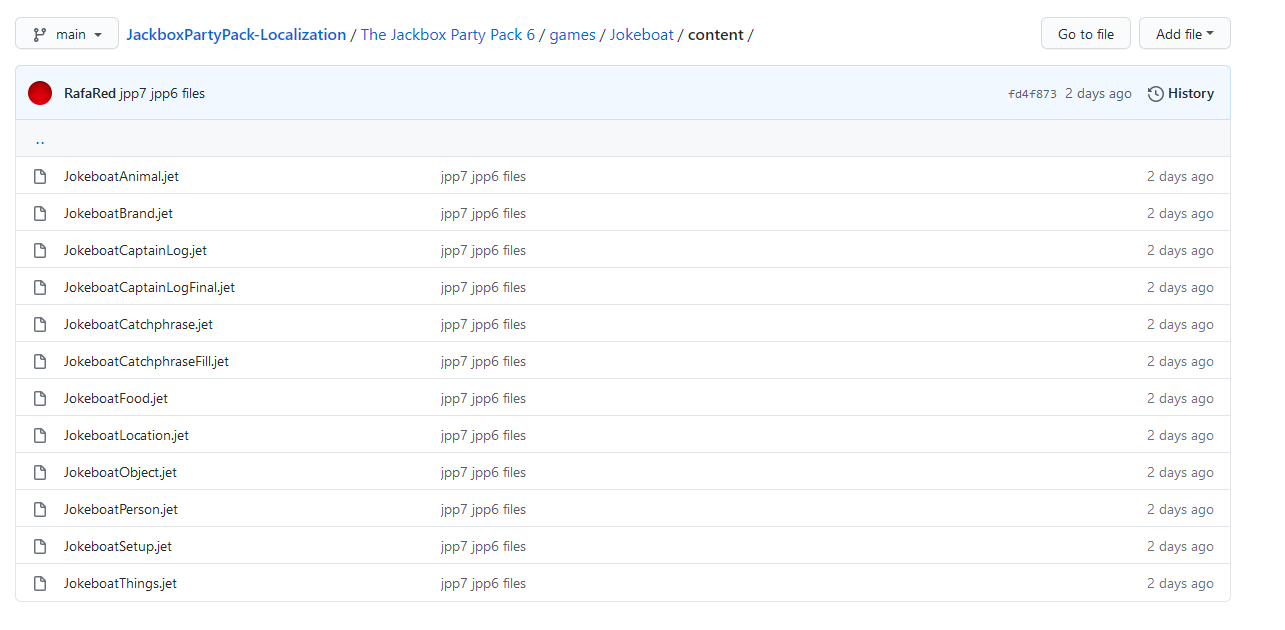 main JackboxPartyPack-Localization / The Jackbox Party Pack 6 / games / Jokeboat / content / Go to file Add file
RafaRed jpp7 jpp6 files fd4f873 2 days ago History
..
JokeboatAnimal.jet jpp7 jpp6 files 2 days ago
JokeboatBrand.jet jpp7 jpp6 files 2 days ago
JokeboatCaptainLog.jet jpp7 jpp6 files 2 days ago
JokeboatCaptainLogFinal.jet jpp7 jpp6 files 2 days ago
JokeboatCatchphrase.jet jpp7 jpp6 files 2 days ago
JokeboatCatchphraseFill.jet jpp7 jpp6 files 2 days ago
JokeboatFood.jet jpp7 jpp6 files 2 days ago
JokeboatLocation.jet jpp7 jpp6 files 2 days ago
JokeboatObject.jet jpp7 jpp6 files 2 days ago
JokeboatPerson.jet jpp7 jpp6 files 2 days ago
JokeboatSetup.jet jpp7 jpp6 files 2 days ago
JokeboatThings.jet jpp7 jpp6 files 2 days ago